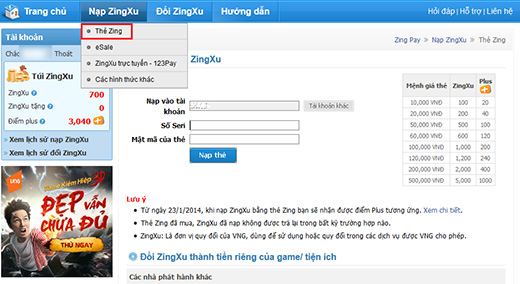 Trang chủ
Nạp ZingXu
Đổi ZingXu
Hướng dẫn
Hỏi đáp | Hỗ trợ | Liên hệ
Thẻ Zing
eSale
ZingXu trực tuyến - 123Pay
Các hình thức khác
Tài khoản
Thoát
Túi ZingXu
ZingXu 700
ZingXu tặng 0
Điểm plus 3,040
» Xem lịch sử nạp ZingXu
» Xem lịch sử đổi ZingXu
Zing Pay » Nạp ZingXu » Thẻ Zing
ZingXu
Nạp vào tài khoản
Tài khoản khác
Số Seri
Mật mã của thẻ
Nạp thẻ
Mệnh giá thẻ ZingXu Plus
10,000 VNĐ 100 20
20,000 VNĐ 200 40
50,000 VNĐ 500 100
60,000 VNĐ 600 120
100,000 VNĐ 1,000 200
120,000 VNĐ 1,200 240
200,000 VNĐ 2,000 400
500,000 VNĐ 5,000 1000
VNG
ĐẸP VẪN
CHƯA ĐỦ
THỬ NGAY
Lưu ý
Từ ngày 23/1/2014, khi nạp ZingXu bằng thẻ Zing bạn sẽ nhận được điểm Plus tương ứng. Xem chi tiết.
Thẻ Zing đã mua, ZingXu đã nạp không được trả lại trong bất kỳ trường hợp nào.
ZingXu: Là đơn vị quy đổi của VNG, dùng để sử dụng hoặc quy đổi trong các dịch vụ được VNG cho phép.
Đổi ZingXu thành tiền riêng của game/ tiện ích
Các nhà phát hành khác